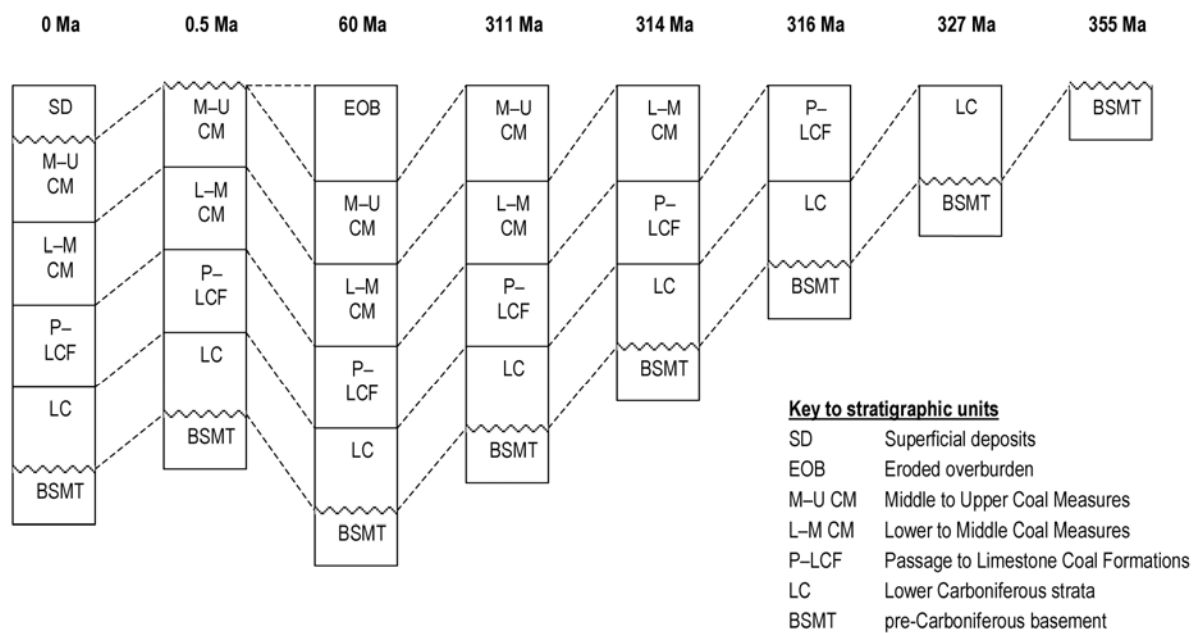 0 Ma 0.5 Ma 60 Ma 311 Ma 314 Ma 316 Ma 327 Ma 355 Ma
SD
M–U
CM
L–M
CM
P–
LCF
LC
BSMT
M–U
CM
L–M
CM
P–
LCF
LC
BSMT
EOB
M–U
CM
L–M
CM
P–
LCF
LC
BSMT
M–U
CM
L–M
CM
P–
LCF
LC
BSMT
L–M
CM
P–
LCF
LC
BSMT
P–
LCF
LC
BSMT
LC
BSMT
BSMT
Key to stratigraphic units
SD Superficial deposits
EOB Eroded overburden
M–U CM Middle to Upper Coal Measures
L–M CM Lower to Middle Coal Measures
P–LCF Passage to Limestone Coal Formations
LC Lower Carboniferous strata
BSMT pre-Carboniferous basement